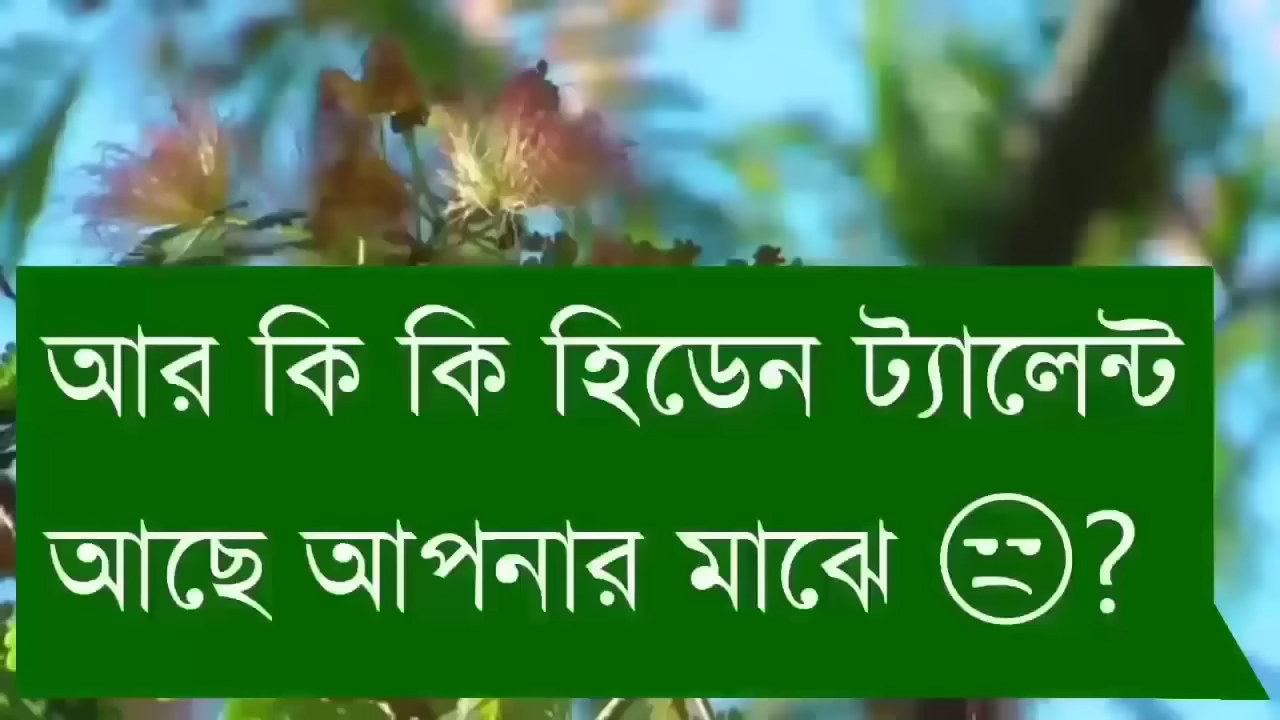 আর কি কি হিডেন ট্যালেন্ট
আছে আপনার মাঝে 😒?